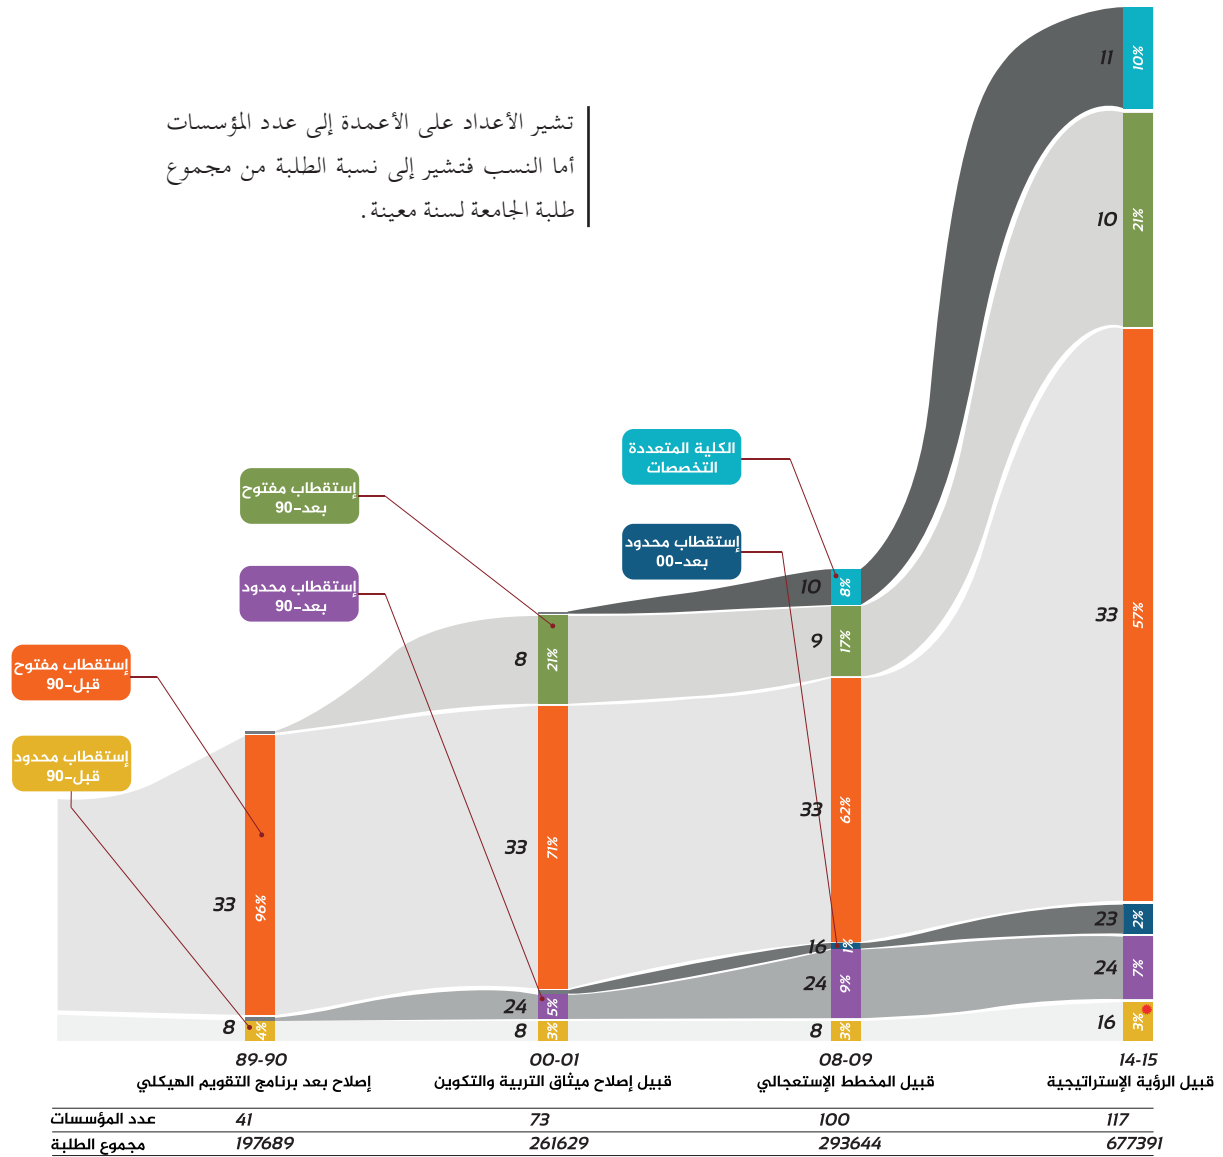 تشير الأعداد على الأعمدة إلى عدد المؤسسات
أما النسب فتشير إلى نسبة الطلبة من مجموع
طلبة الجامعة لسنة معينة.
11
10%
10
21%
33
57%
23
2%
24
7%
16
3%
الكلية المتعددة
التخصصات
إستقطاب محدود
بعد-00
10
8%
9
17%
33
62%
16
1%
24
9%
8
3%
إستقطاب مفتوح
بعد-90
إستقطاب محدود
بعد-90
8
21%
33
71%
24
5%
8
3%
إستقطاب مفتوح
قبل-90
إستقطاب محدود
قبل-90
33
96%
8
4%
89-90
إصلاح بعد برنامج التقويم الهيكلي
00-01
قبيل إصلاح ميثاق التربية والتكوين
08-09
قبيل المخطط الإستعجالي
14-15
قبيل الرؤية الإستراتيجية
عدد المؤسسات 41 73 100 117
مجموع الطلبة 197689 261629 293644 677391